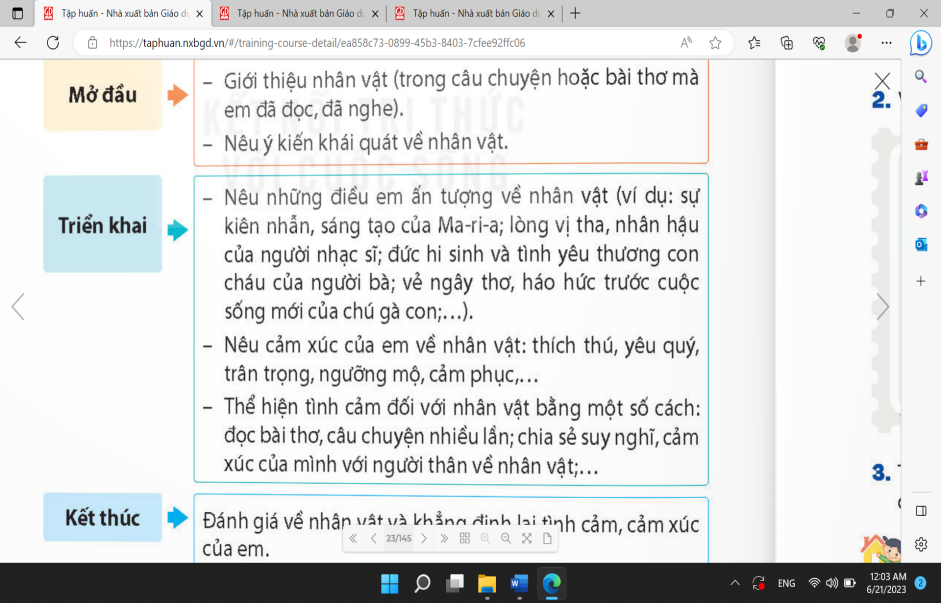 Tập huấn - Nhà xuất bản Giáo dụ
Tập huấn - Nhà xuất bản Giáo dụ
Tập huấn - Nhà xuất bản Giáo dụ
https://taphuan.nxbgd.vn/#/training-course-detail/ea858c73-0899-45b3-8403-7cfee92ffc06
KẾT NỐI TRI THỨC
VỚI CUỘC SỐNG
Mở đầu
– Giới thiệu nhân vật (trong câu chuyện hoặc bài thơ mà
em đã đọc, đã nghe).
– Nêu ý kiến khái quát về nhân vật.
Triển khai
– Nêu những điều em ấn tượng về nhân vật (ví dụ: sự
kiên nhẫn, sáng tạo của Ma-ri-a; lòng vị tha, nhân hậu
của người nhạc sĩ; đức hi sinh và tình yêu thương con
cháu của người bà; vẻ ngây thơ, háo hức trước cuộc
sống mới của chú gà con;...).
– Nêu cảm xúc của em về nhân vật: thích thú, yêu quý,
trân trọng, ngưỡng mộ, cảm phục,...
– Thể hiện tình cảm đối với nhân vật bằng một số cách:
đọc bài thơ, câu chuyện nhiều lần; chia sẻ suy nghĩ, cảm
xúc của mình với người thân về nhân vật;...
Kết thúc
Đánh giá về nhân vật và khẳng định lại tình cảm, cảm xúc
của em.
2.
3.
23/145
ENG
12:03 AM
6/21/2023
2